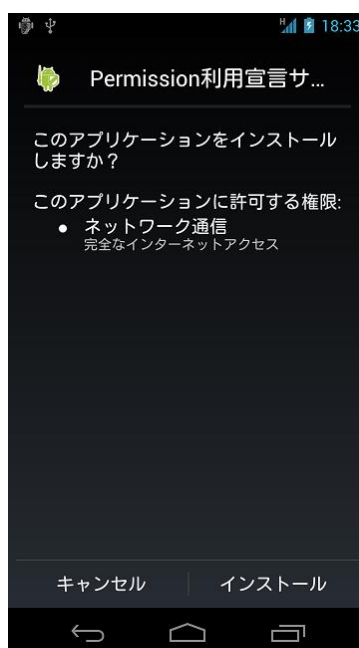 H 18:33
Permission利用宣言サ...
このアプリケーションをインストール
しますか？
このアプリケーションに許可する権限:
● ネットワーク通信
完全なインターネットアクセス
キャンセル インストール